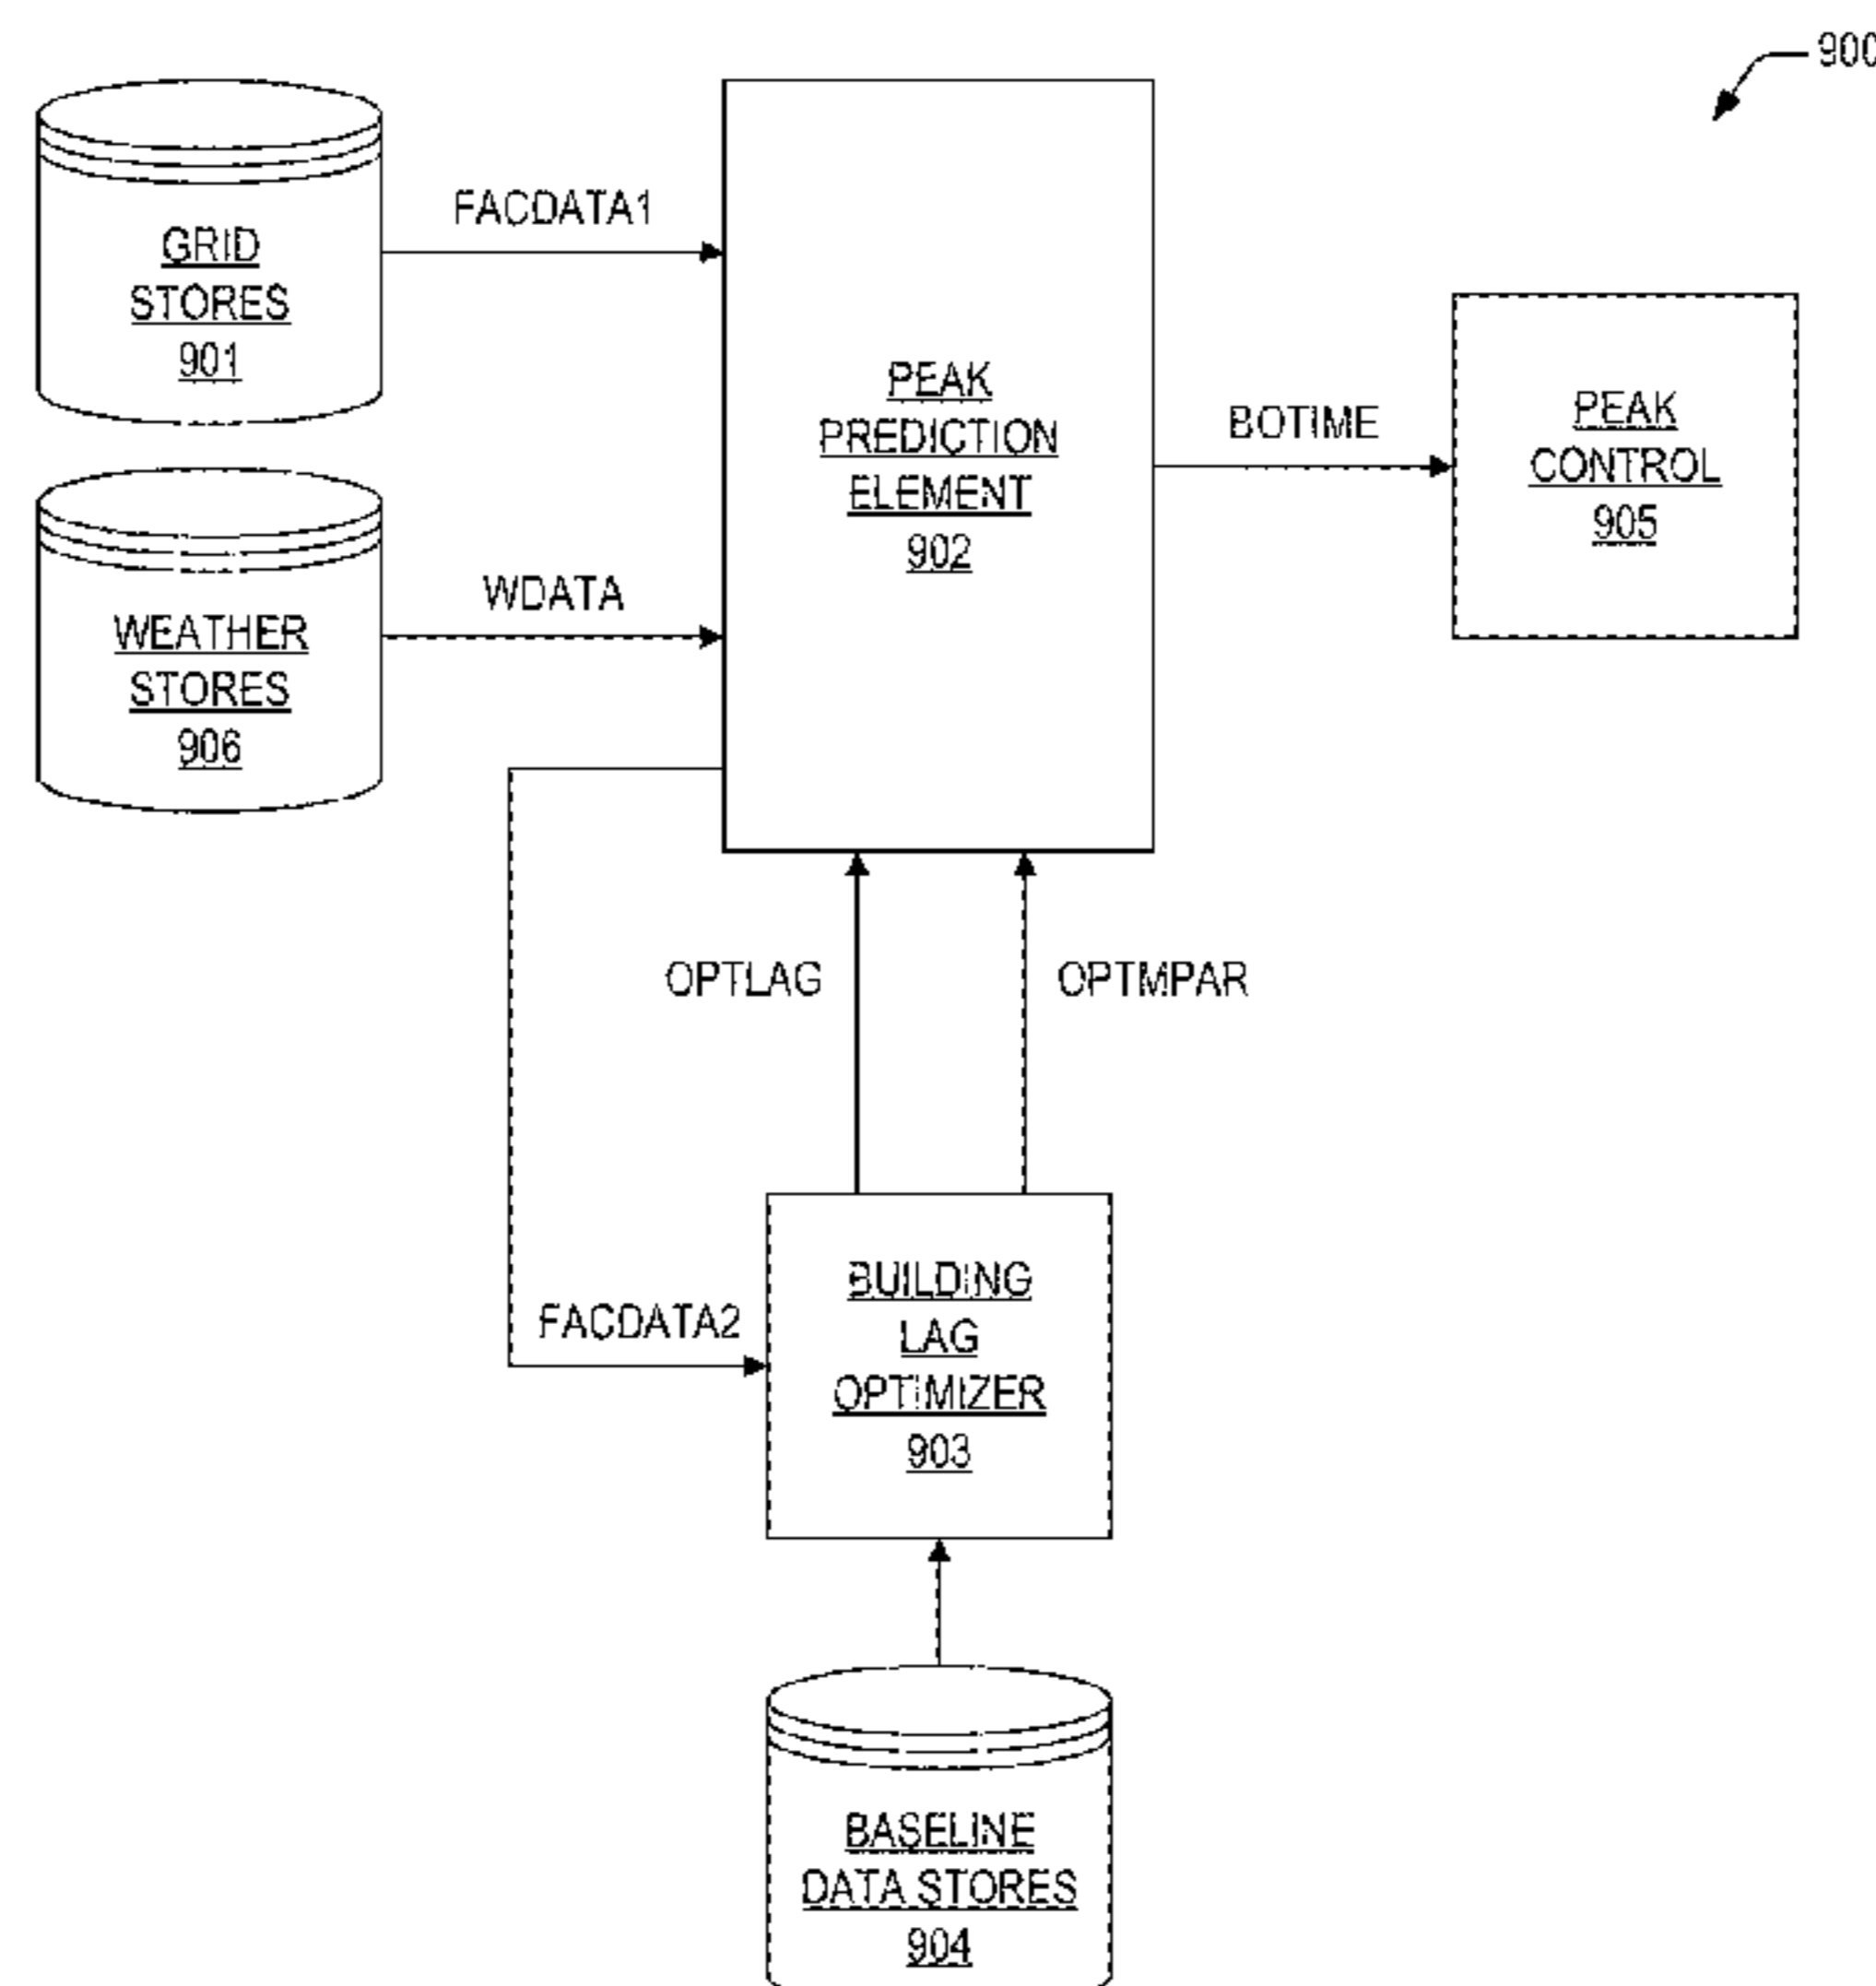 900
GRID
STORES
901
FACDATA1
PEAK
PREDICTION
ELEMENT
902
BOTIME
PEAK
CONTROL
905
WEATHER
STORES
906
WDATA
OPTLAG
OPTMPAR
FACDATA2
BUILDING
LAG
OPTIMIZER
903
BASELINE
DATA STORES
904